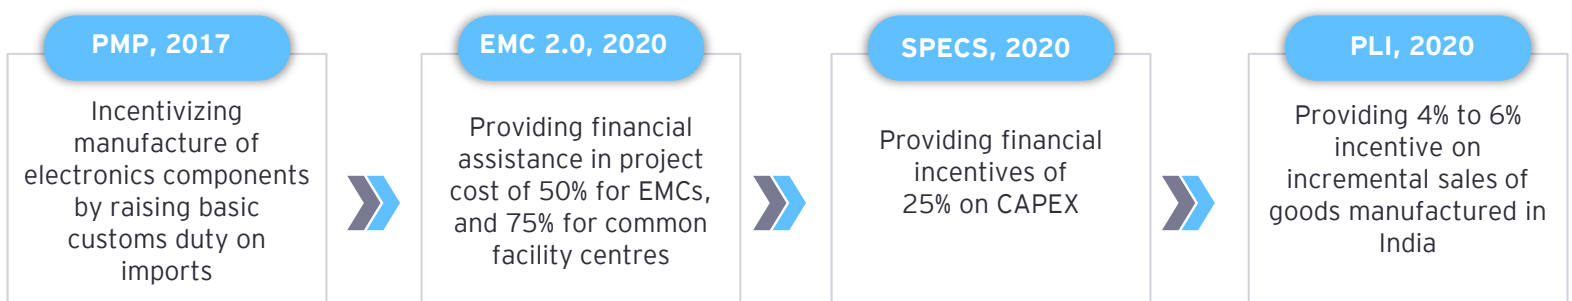 PMP, 2017
Incentivizing
manufacture of
electronics components
by raising basic
customs duty on
imports
EMC 2.0, 2020
Providing financial
assistance in project
cost of 50% for EMCs,
and 75% for common
facility centres
SPECS, 2020
Providing financial
incentives of
25% on CAPEX
PLI, 2020
Providing 4% to 6%
incentive on
incremental sales of
goods manufactured in
India